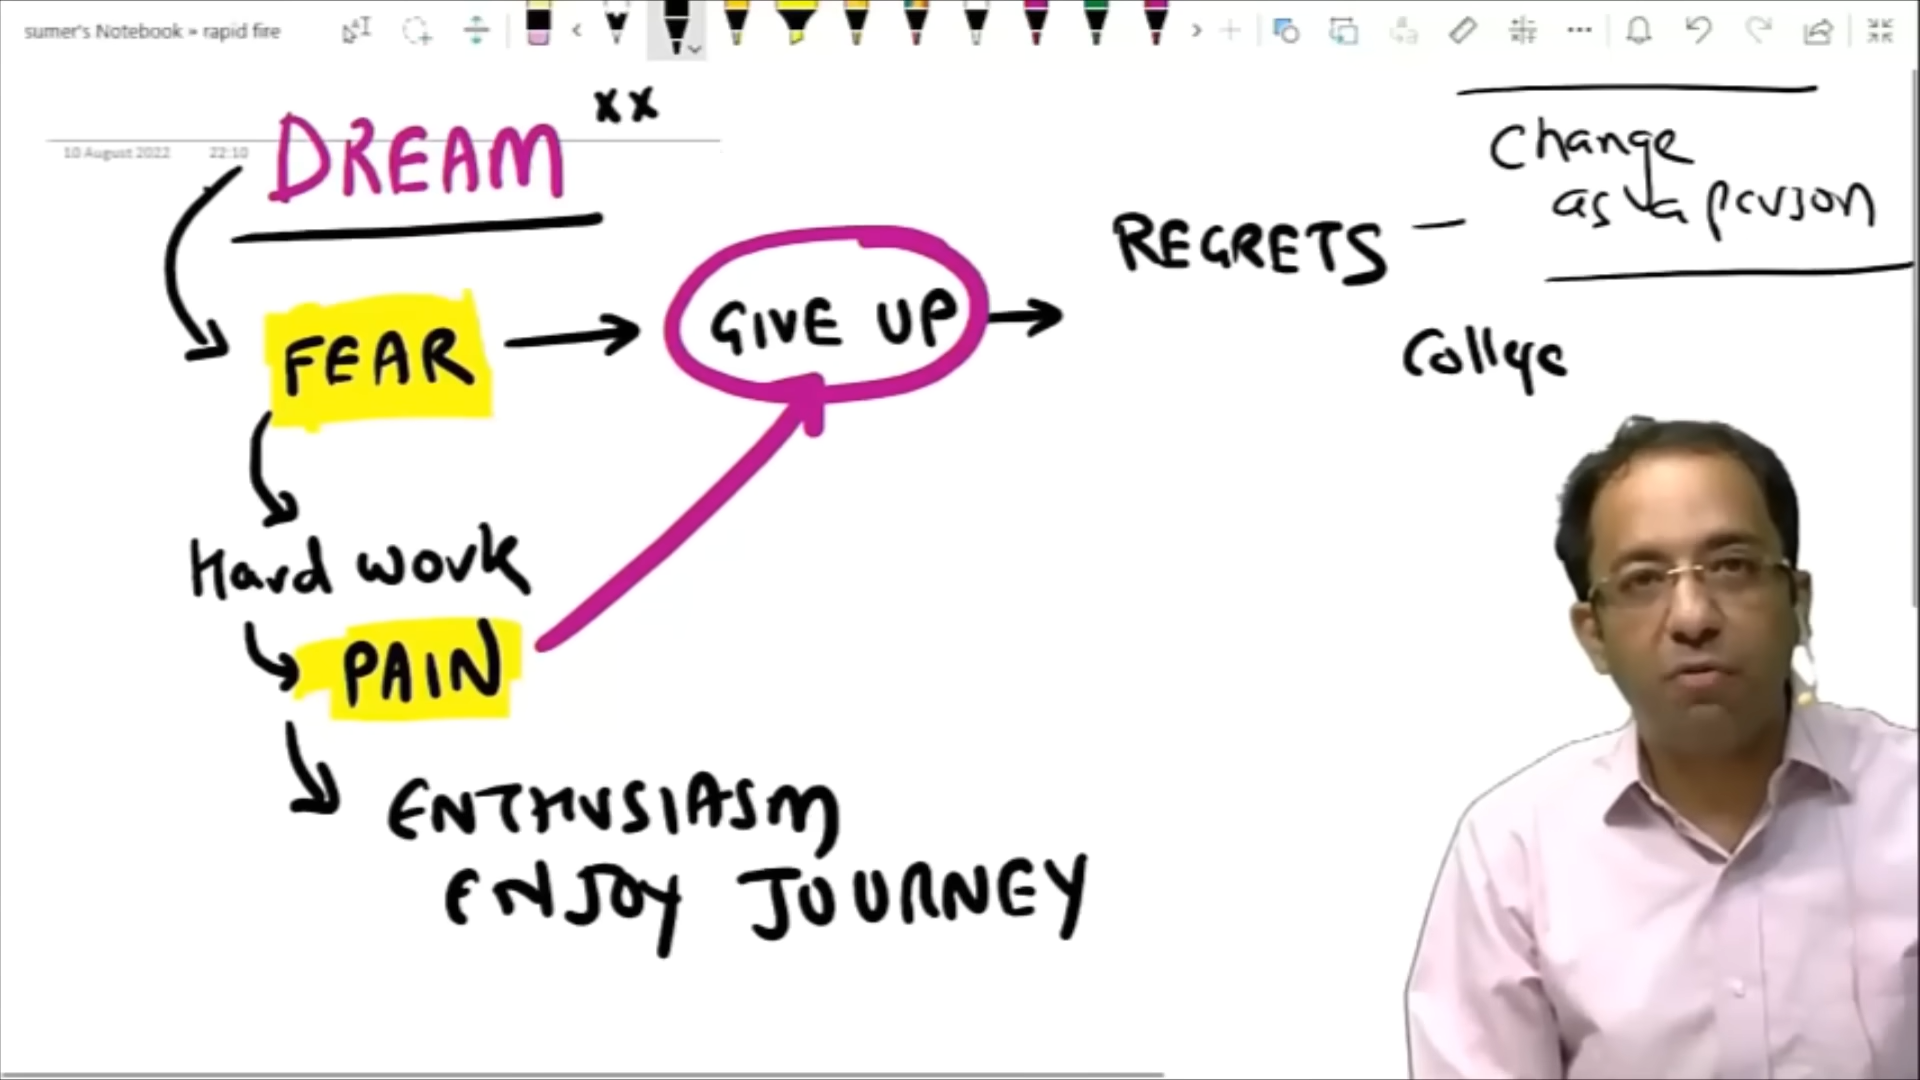 sumer's Notebook » rapid fire
DREAM xx
10 August 2022 22:10
Change
as a person
REGRETS –
GIVE UP
FEAR
College
Hard work
PAIN
ENTHUSIASM
ENJOY JOURNEY